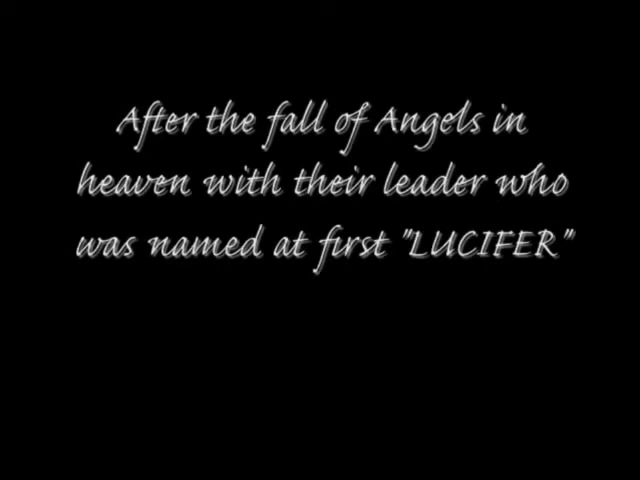 After the fall of Angels in
heaven with their leader who
was named at first "LUCIFER"